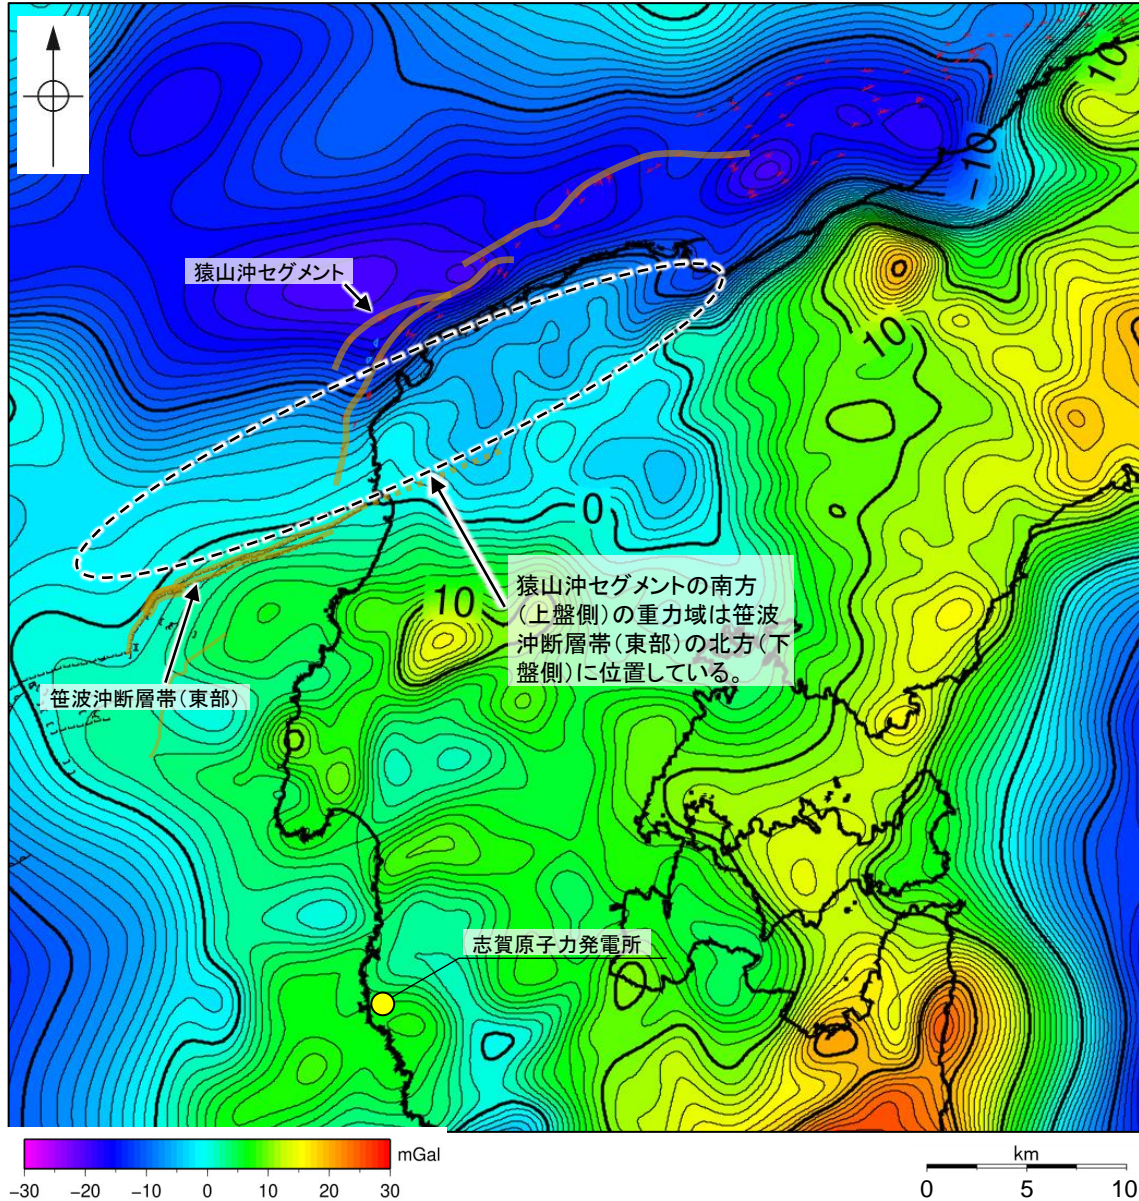 10
-10
猿山沖セグメント
10
0
猿山沖セグメントの南方
(上盤側)の重力域は笹波
沖断層帯(東部)の北方(下
盤側)に位置している。
10
笹波沖断層帯(東部)
志賀原子力発電所
mGal
-30 -20 -10 0 10 20 30
km
0 5 10